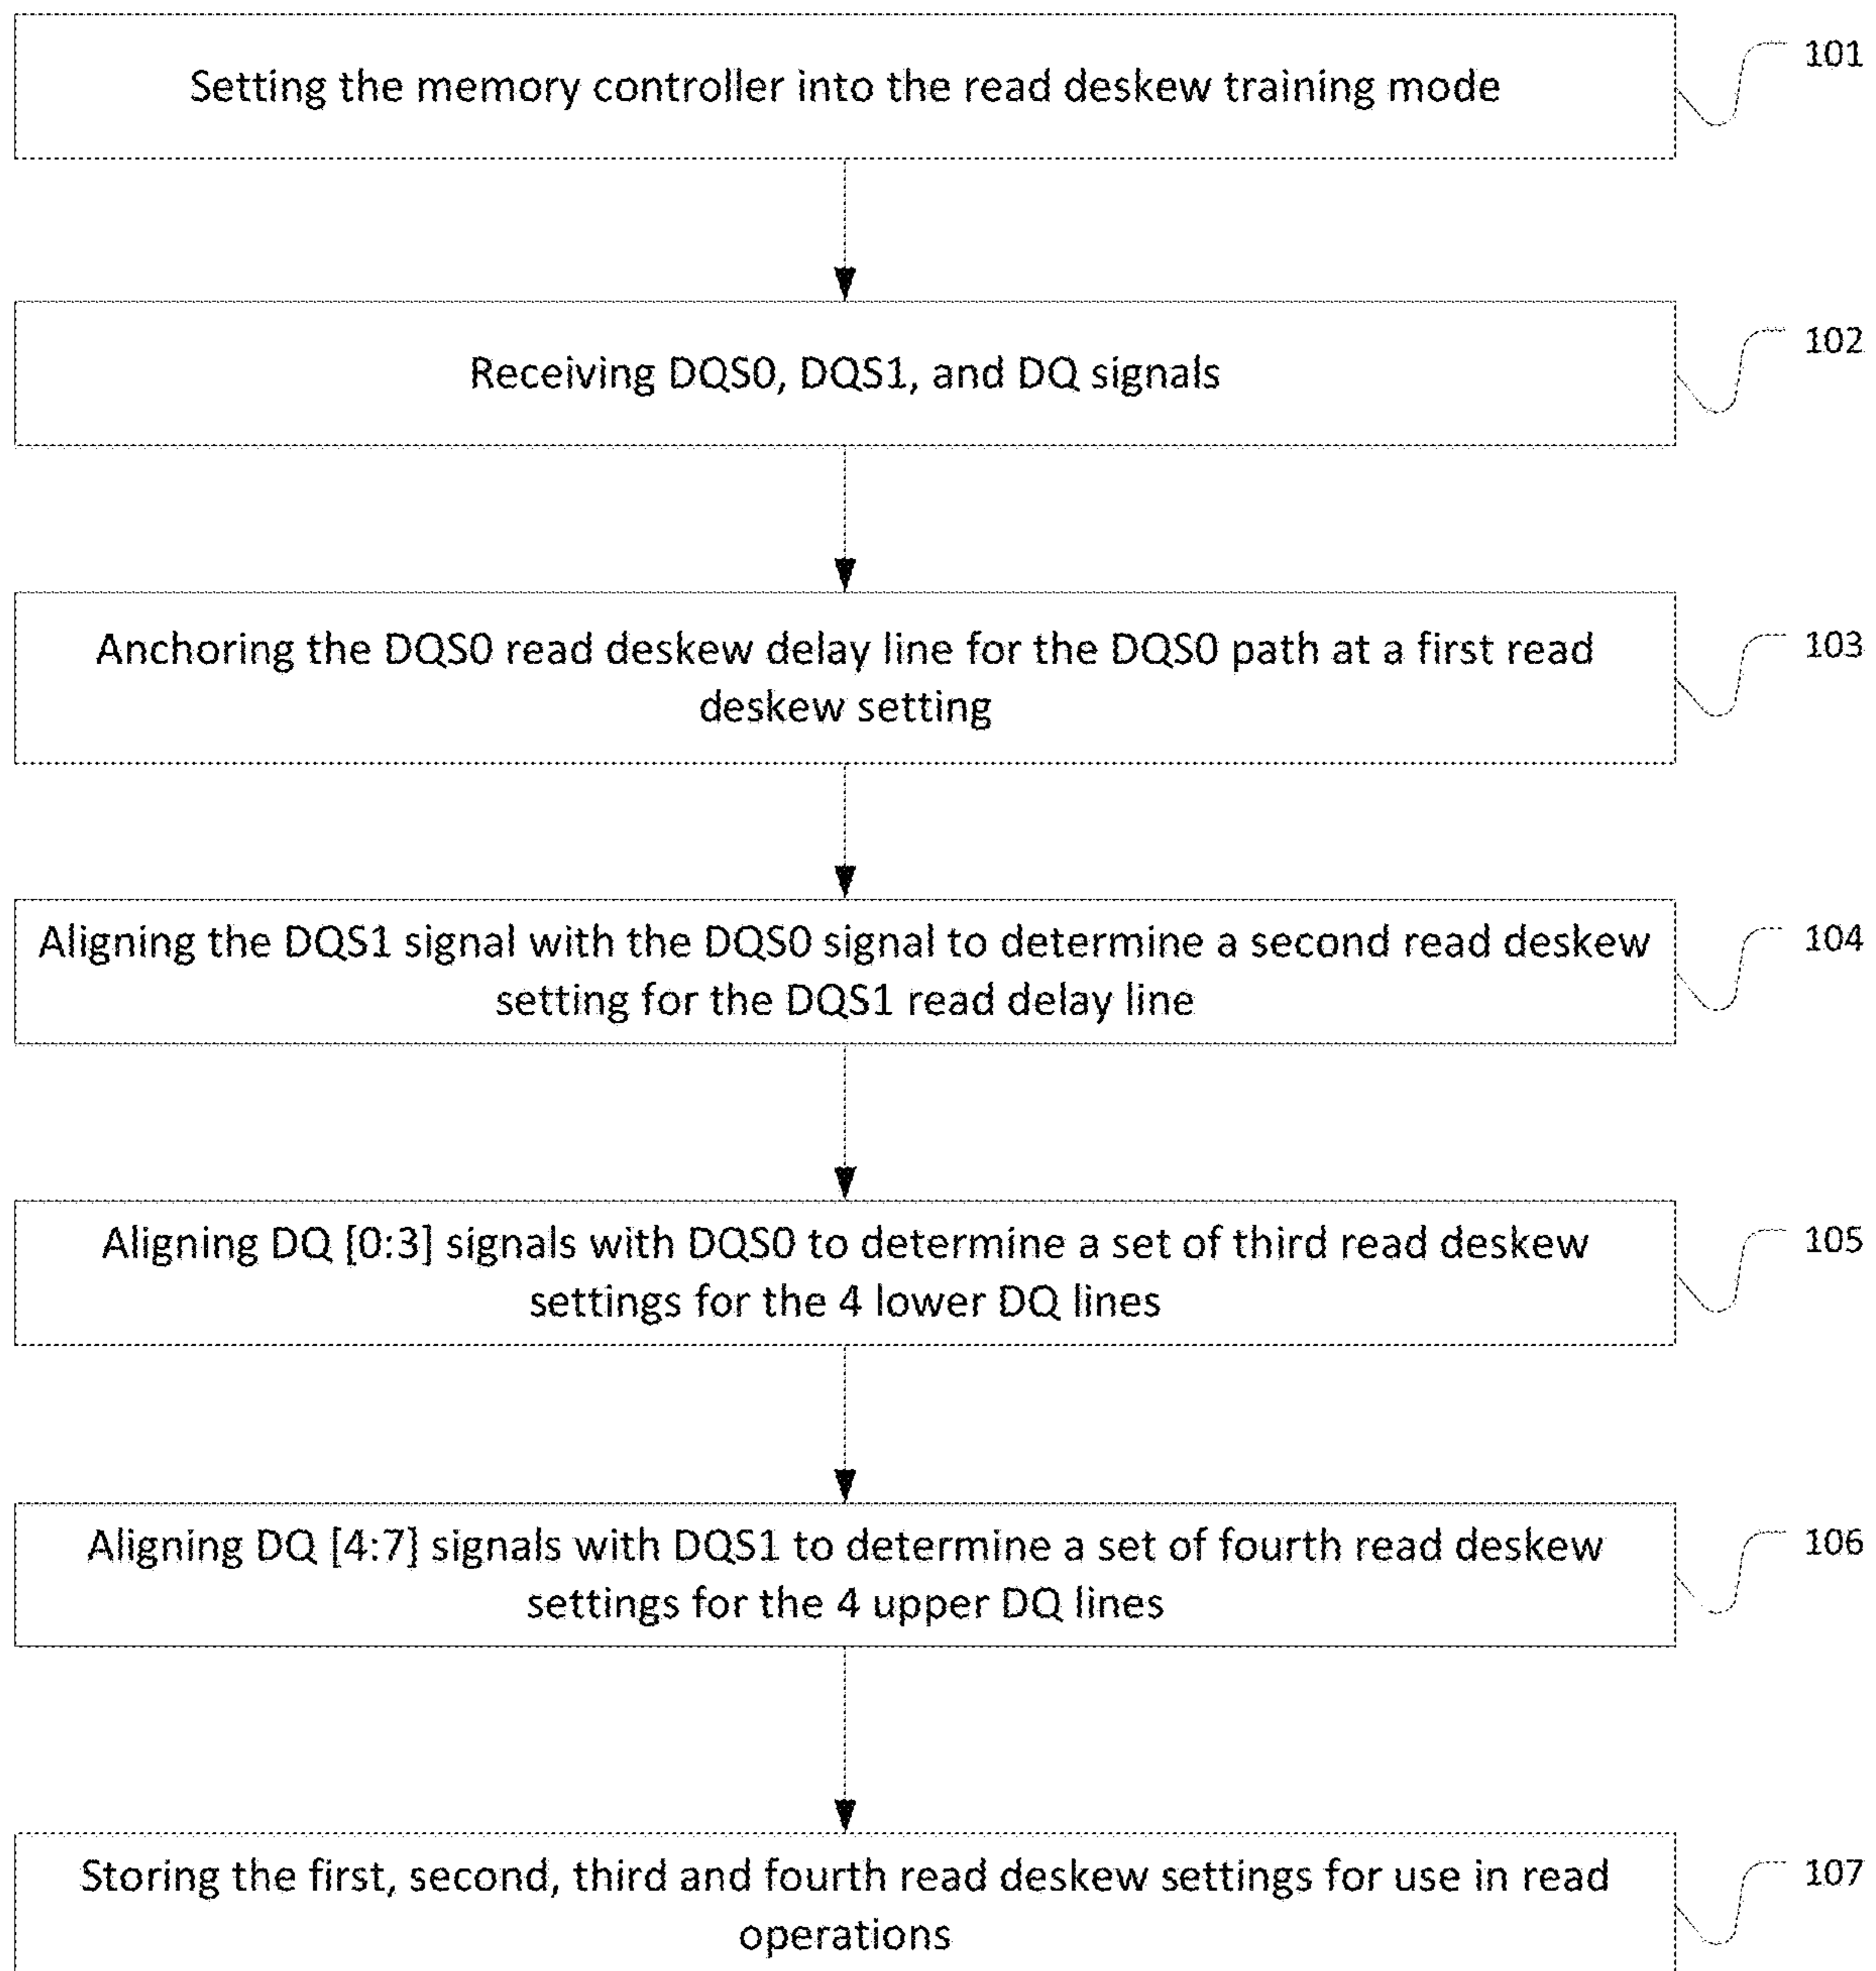 Setting the memory controller into the read deskew training mode
101
Receiving DQS0, DQS1, and DQ signals
102
Anchoring the DQS0 read deskew delay line for the DQS0 path at a first read
deskew setting
103
Aligning the DQS1 signal with the DQS0 signal to determine a second read deskew
setting for the DQS1 read delay line
104
Aligning DQ [0:3] signals with DQS0 to determine a set of third read deskew
settings for the 4 lower DQ lines
105
Aligning DQ [4:7] signals with DQS1 to determine a set of fourth read deskew
settings for the 4 upper DQ lines
106
Storing the first, second, third and fourth read deskew settings for use in read
operations
107